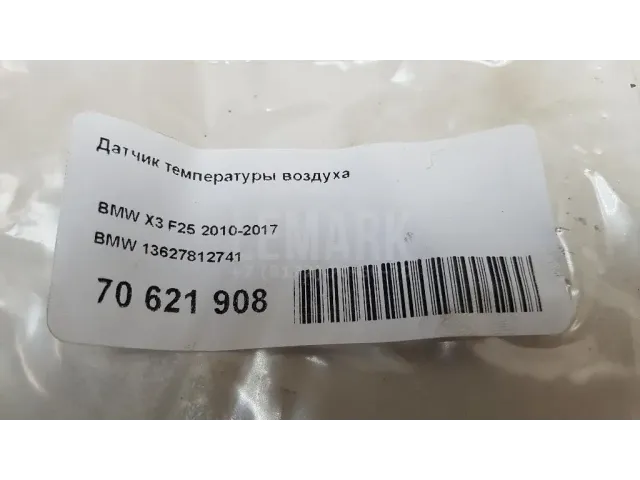 Датчик температуры воздуха
BMW X3 F25 2010-2017
BMW 13627812741
70 621 908